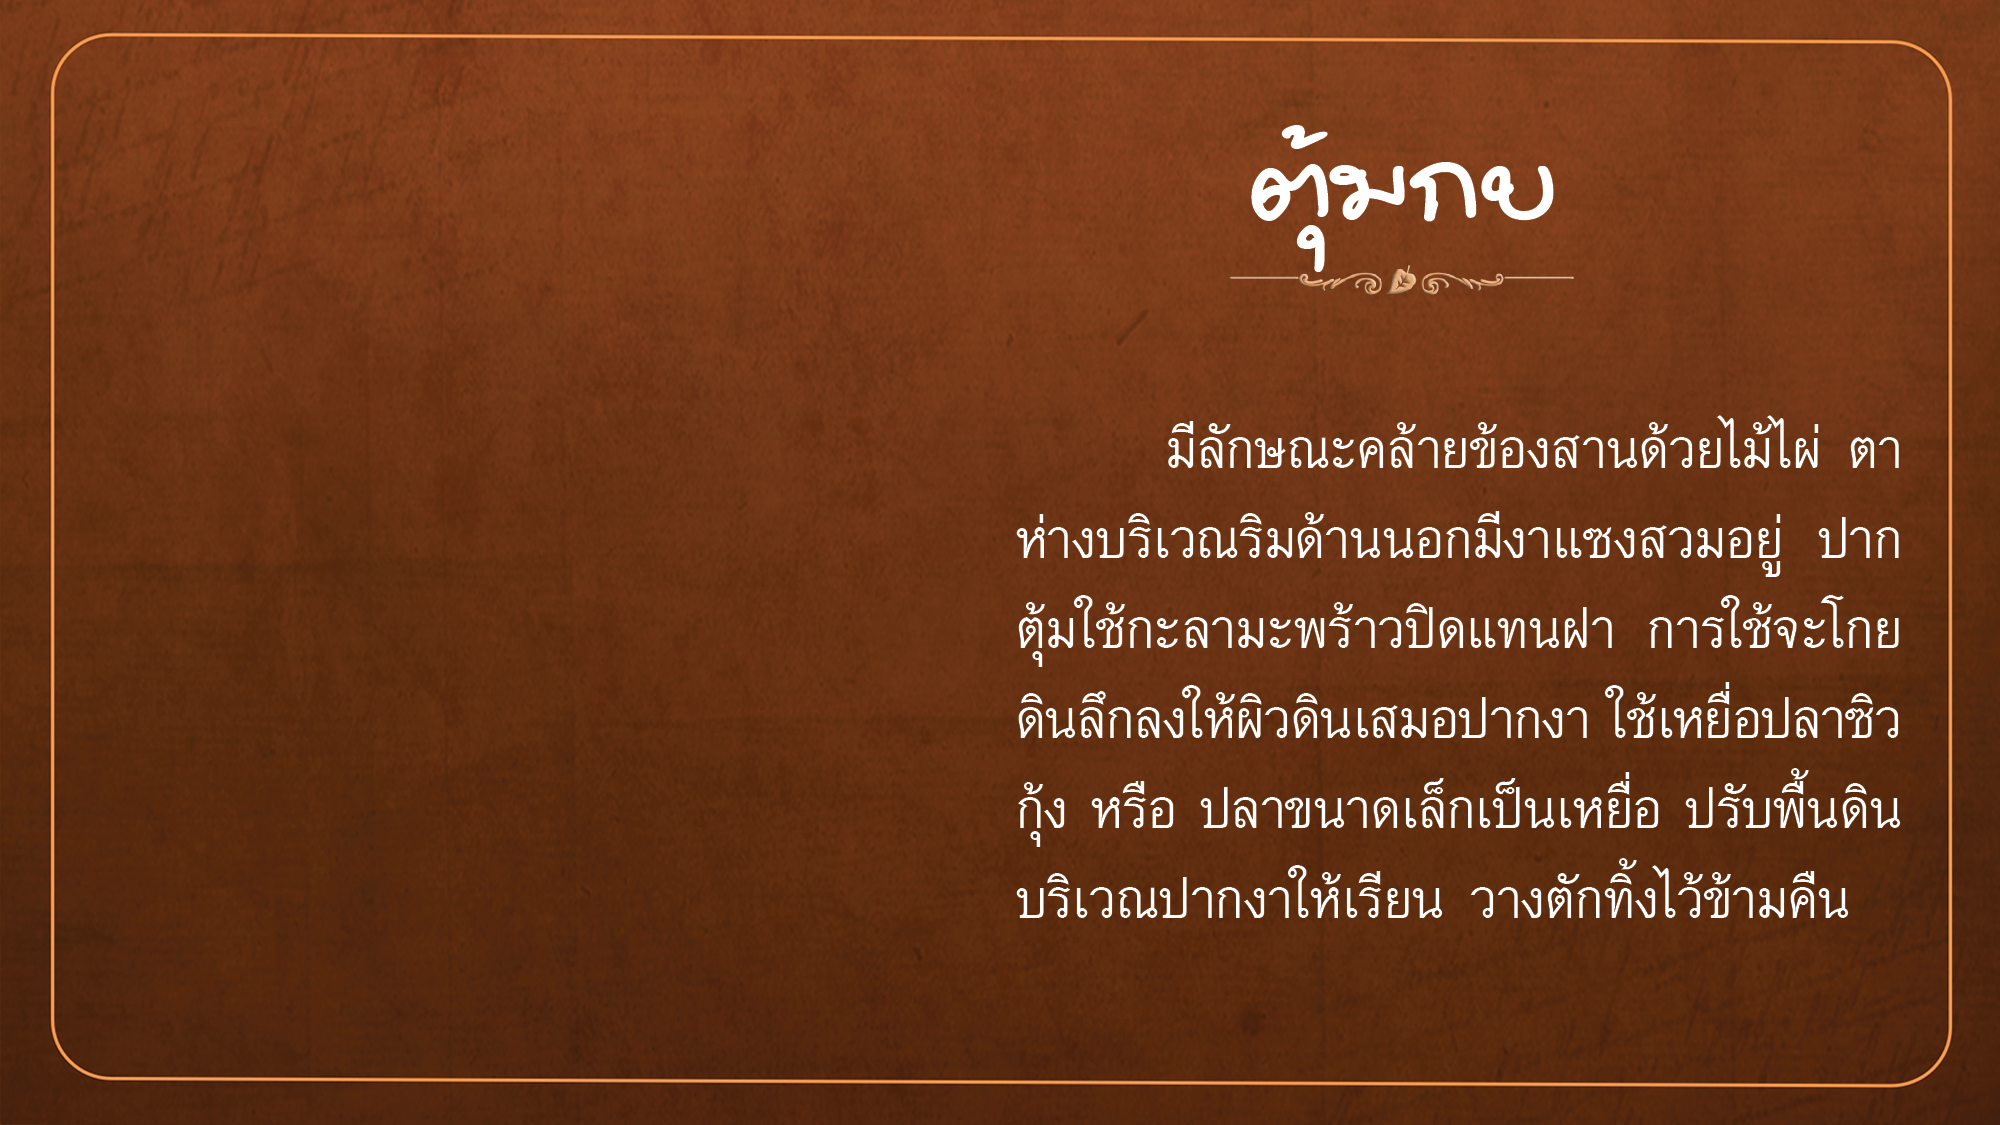 ตุ้มกย
มีลักษณะคล้ายข้องสานด้วยไม้ไผ่ ตา
ห่างบริเวณริมด้านนอกมีงาแซงสวมอยู่ ปาก
ตุ้มใช้กะลามะพร้าวปิดแทนฝา การใช้จะโกย
ดินลึกลงให้ผิวดินเสมอปากงา ใช้เหยื่อปลาซิว
กุ้ง หรือ ปลาขนาดเล็กเป็นเหยื่อ ปรับพื้นดิน
บริเวณปากงาให้เรียน วางตักทิ้งไว้ข้ามคืน